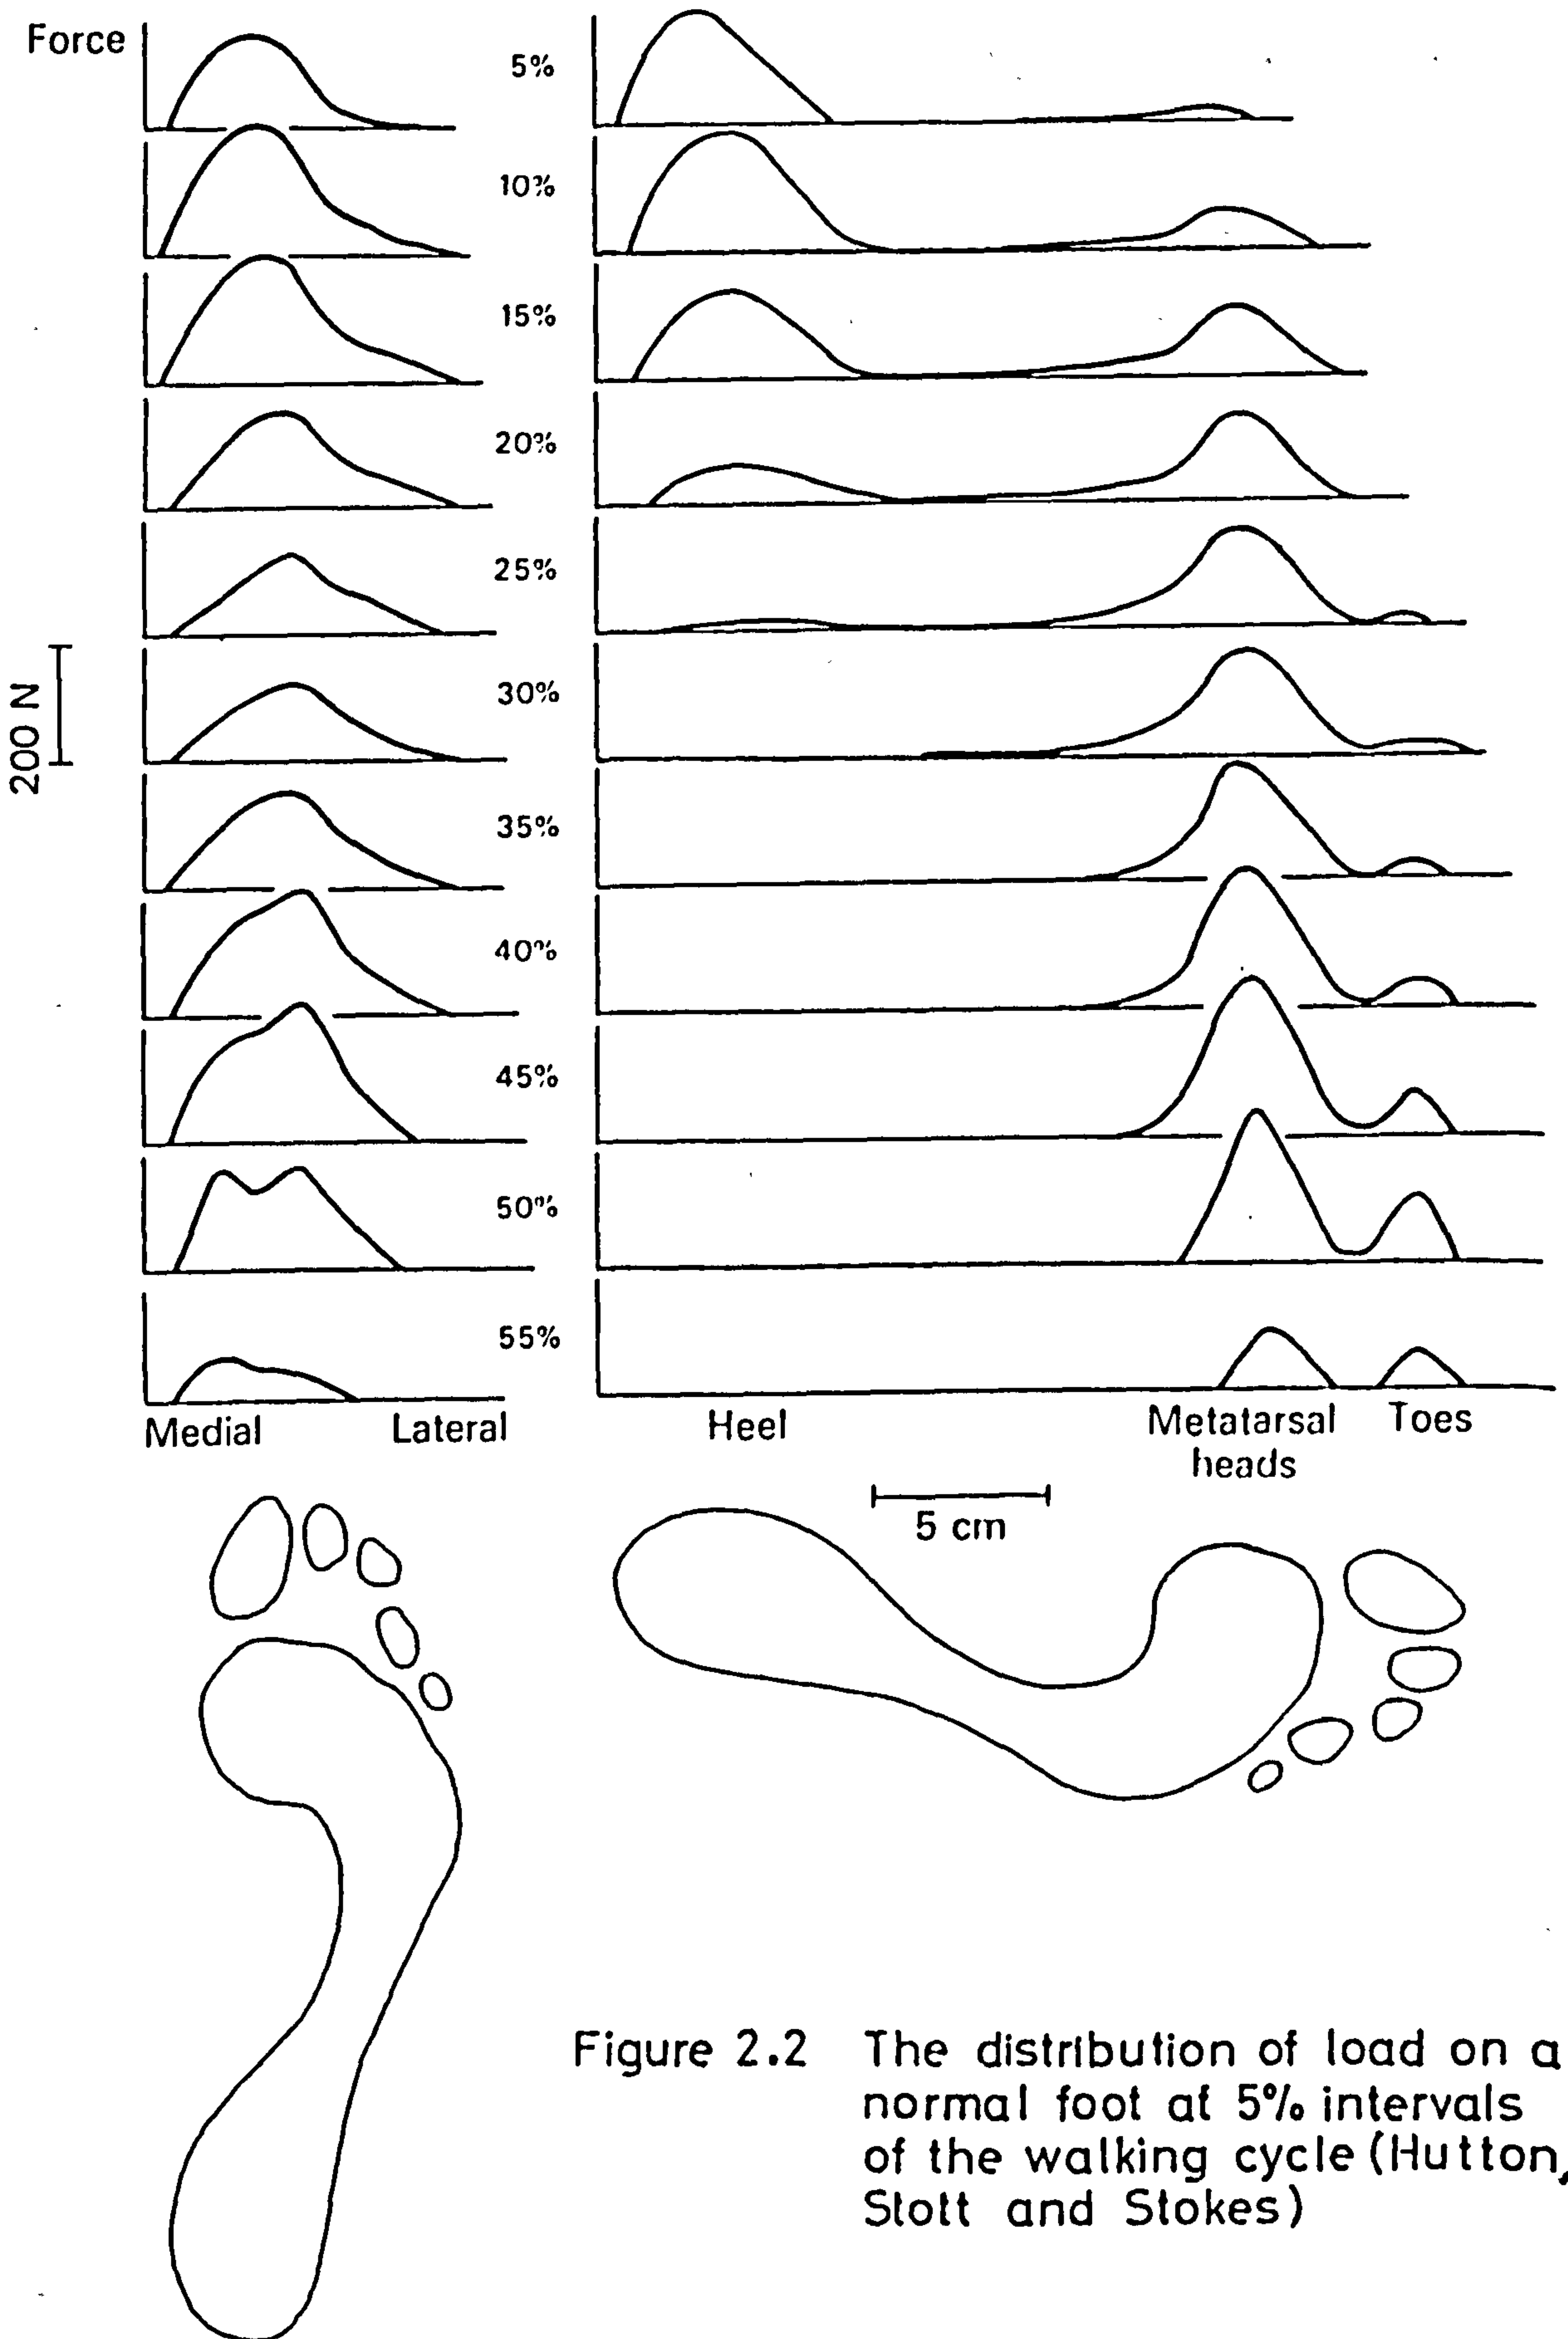 Force
5%
10%
15%
20%
25%
200 N
30%
35%
40%
45%
50%
55%
Medial Lateral Heel Metatarsal heads Toes
5 cm
Figure 2.2 The distribution of load on a
normal foot at 5% intervals
of the walking cycle (Hutton,
Stott and Stokes)